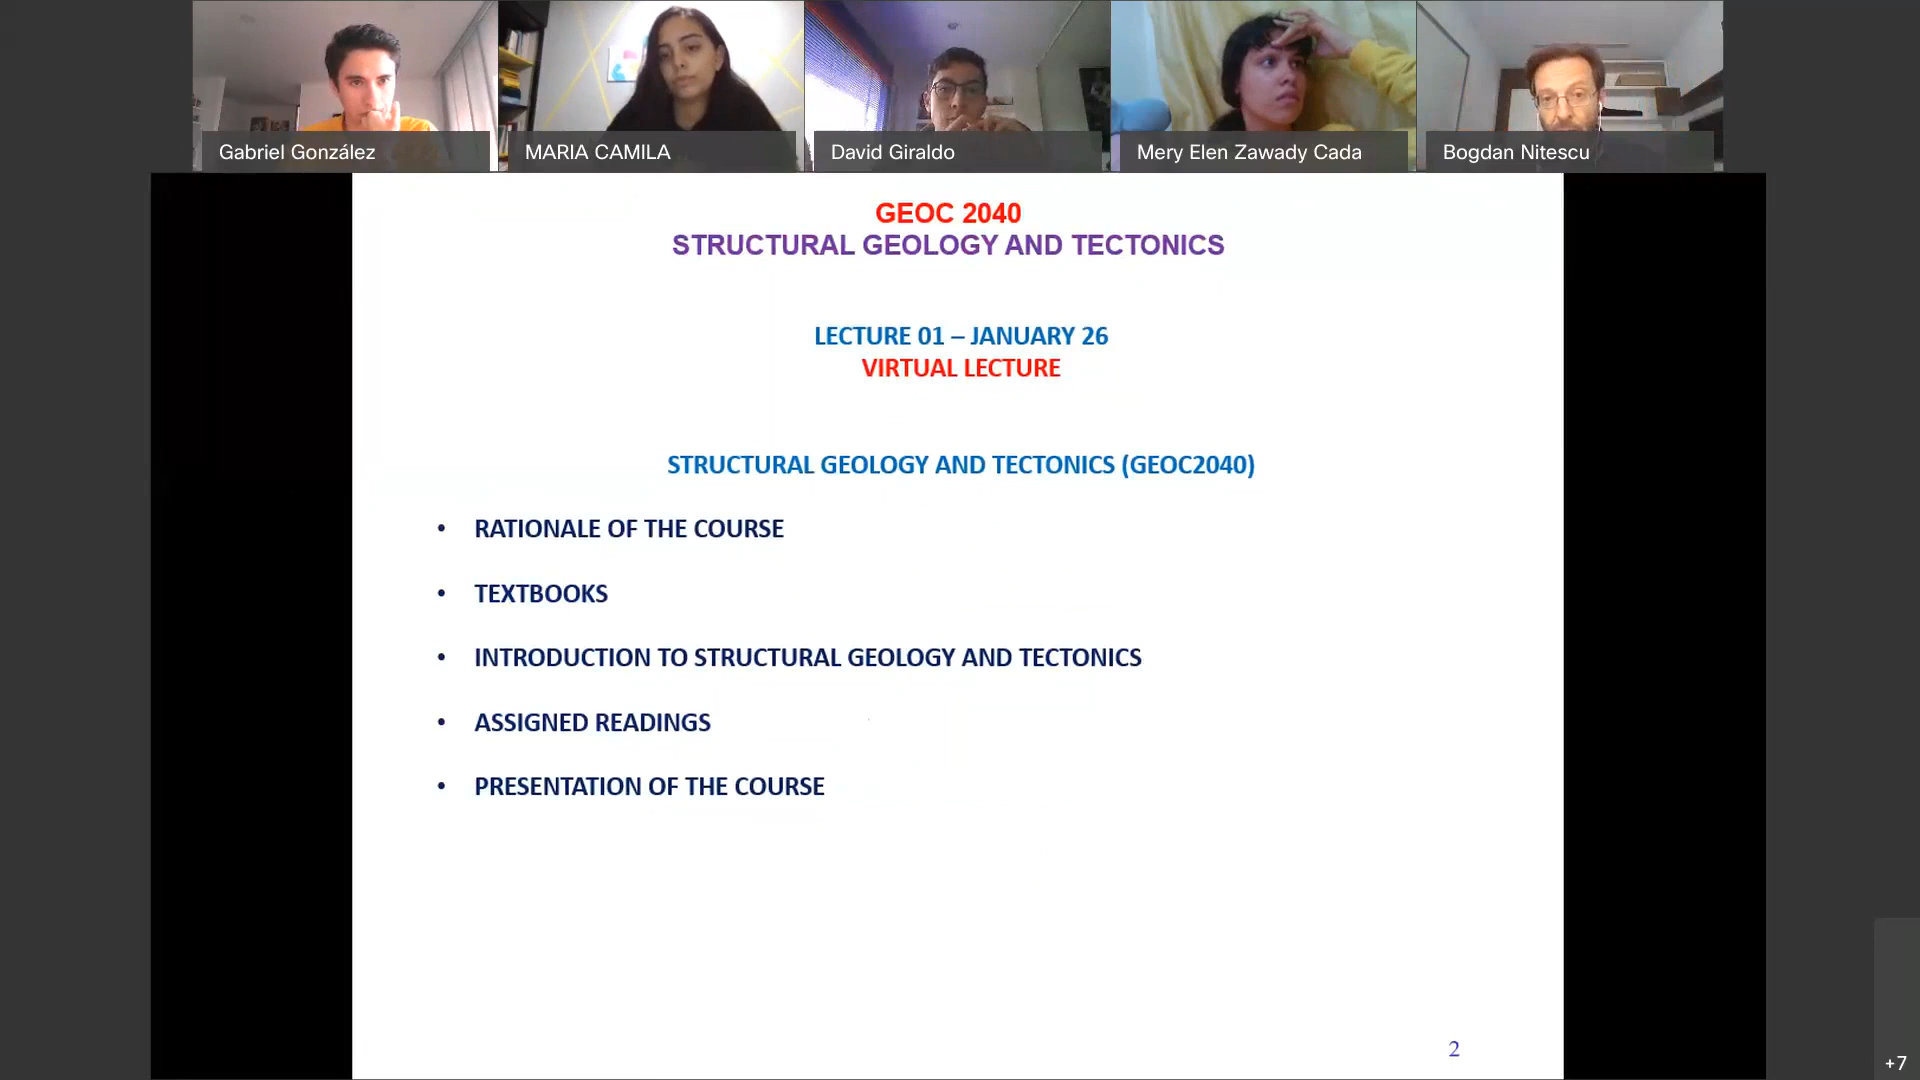 Gabriel González
MARIA CAMILA
David Giraldo
Mery Elen Zawady Cada
Bogdan Nitescu
GEOC 2040
STRUCTURAL GEOLOGY AND TECTONICS
LECTURE 01 – JANUARY 26
VIRTUAL LECTURE
STRUCTURAL GEOLOGY AND TECTONICS (GEOC2040)
• RATIONALE OF THE COURSE
• TEXTBOOKS
• INTRODUCTION TO STRUCTURAL GEOLOGY AND TECTONICS
• ASSIGNED READINGS
• PRESENTATION OF THE COURSE
2
+7